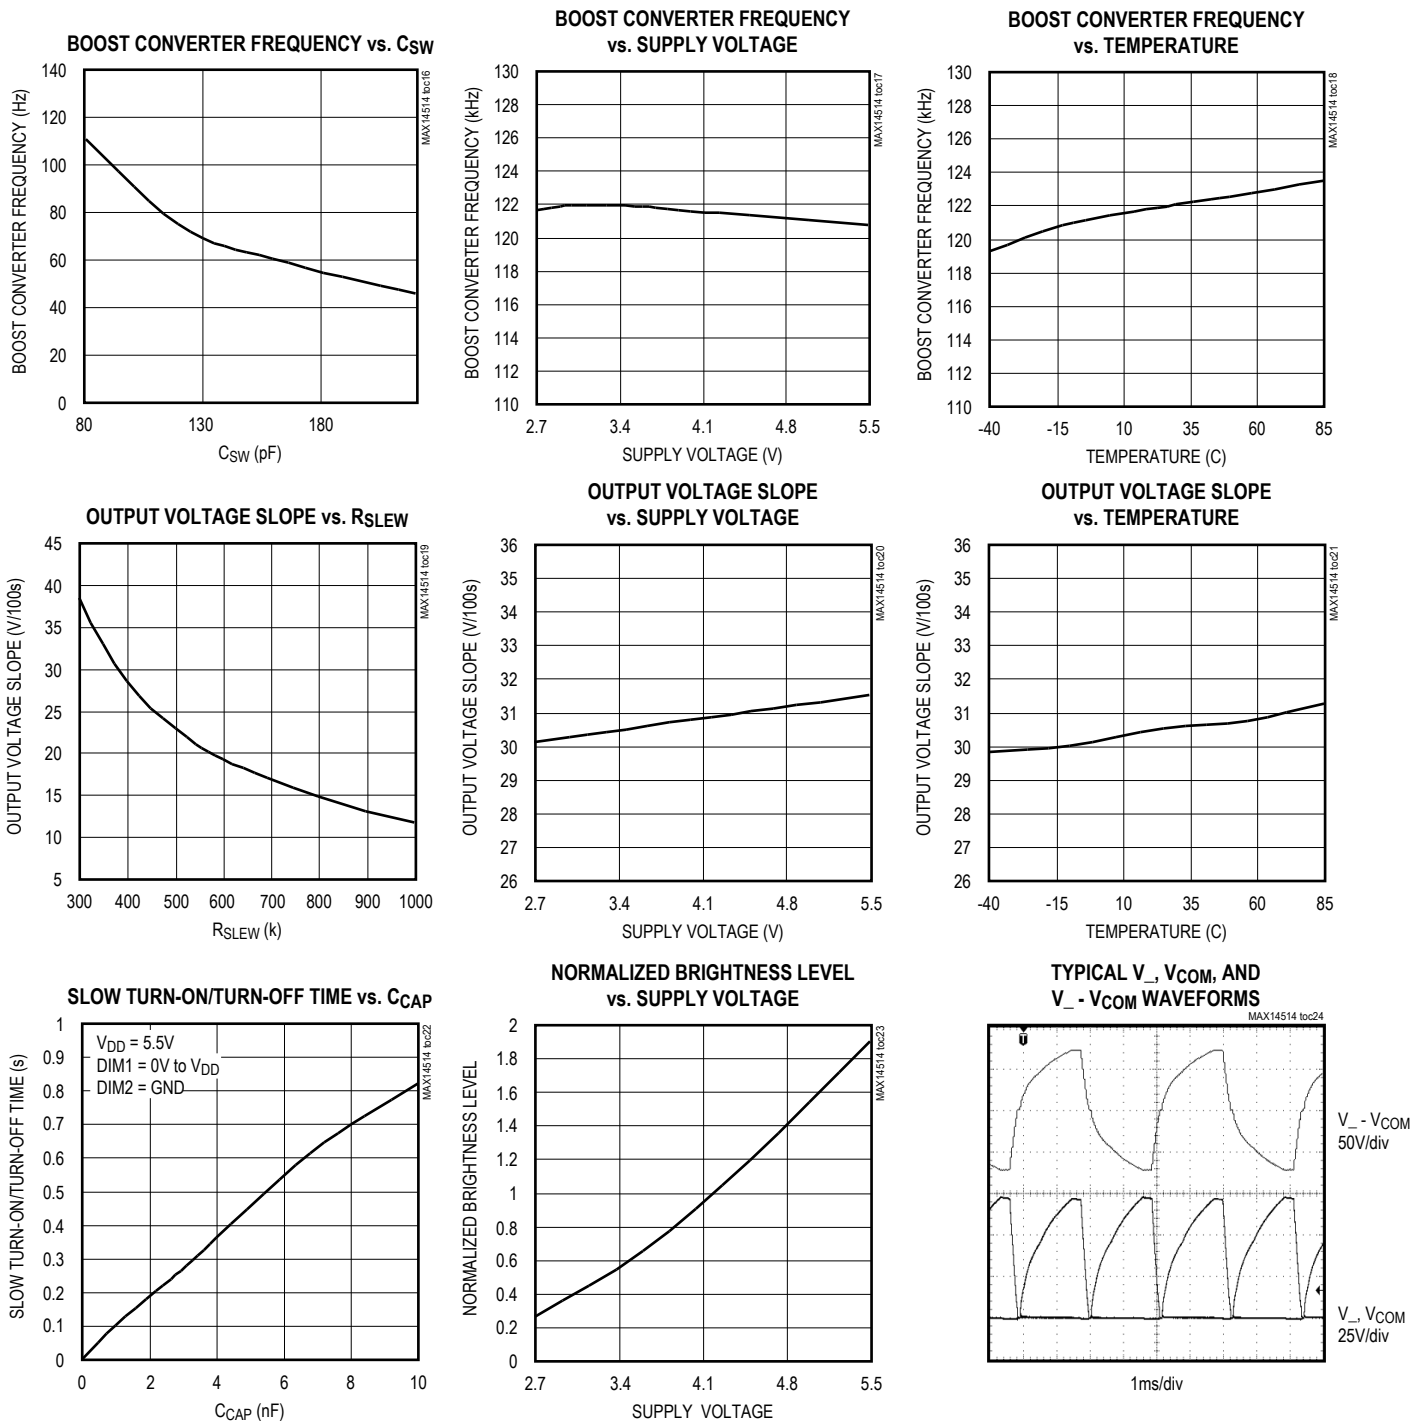 BOOST CONVERTER FREQUENCY vs. CSW
BOOST CONVERTER FREQUENCY (Hz)
140
120
100
80
60
40
20
0
80
130
180
CSW (pF)
MAX14514 toc16
BOOST CONVERTER FREQUENCY
vs. SUPPLY VOLTAGE
BOOST CONVERTER FREQUENCY (kHz)
130
128
126
124
122
120
118
116
114
112
110
2.7
3.4
4.1
4.8
5.5
SUPPLY VOLTAGE (V)
MAX14514 toc17
BOOST CONVERTER FREQUENCY
vs. TEMPERATURE
BOOST CONVERTER FREQUENCY (kHz)
130
128
126
124
122
120
118
116
114
112
110
-40
-15
10
35
60
85
TEMPERATURE (C)
MAX14514 toc18
OUTPUT VOLTAGE SLOPE vs. RSLEW
OUTPUT VOLTAGE SLOPE (V/100s)
45
40
35
30
25
20
15
10
5
300
400
500
600
700
800
900
1000
RSLEW (k)
MAX14514 toc19
OUTPUT VOLTAGE SLOPE
vs. SUPPLY VOLTAGE
OUTPUT VOLTAGE SLOPE (V/100s)
36
35
34
33
32
31
30
29
28
27
26
2.7
3.4
4.1
4.8
5.5
SUPPLY VOLTAGE (V)
MAX14514 toc20
OUTPUT VOLTAGE SLOPE
vs. TEMPERATURE
OUTPUT VOLTAGE SLOPE (V/100s)
36
35
34
33
32
31
30
29
28
27
26
-40
-15
10
35
60
85
TEMPERATURE (C)
MAX14514 toc21
SLOW TURN-ON/TURN-OFF TIME vs. CCAP
SLOW TURN-ON/TURN-OFF TIME (s)
1
0.9
0.8
0.7
0.6
0.5
0.4
0.3
0.2
0.1
0
VDD = 5.5V
DIM1 = 0V to VDD
DIM2 = GND
0
2
4
6
8
10
CCAP (nF)
MAX14514 toc22
NORMALIZED BRIGHTNESS LEVEL
vs. SUPPLY VOLTAGE
NORMALIZED BRIGHTNESS LEVEL
2
1.8
1.6
1.4
1.2
1
0.8
0.6
0.4
0.2
0
2.7
3.4
4.1
4.8
5.5
SUPPLY VOLTAGE
MAX14514 toc23
TYPICAL V_, VCOM, AND
V_ - VCOM WAVEFORMS
MAX14514 toc24
T
V_ - VCOM
50V/div
V_, VCOM
25V/div
1ms/div